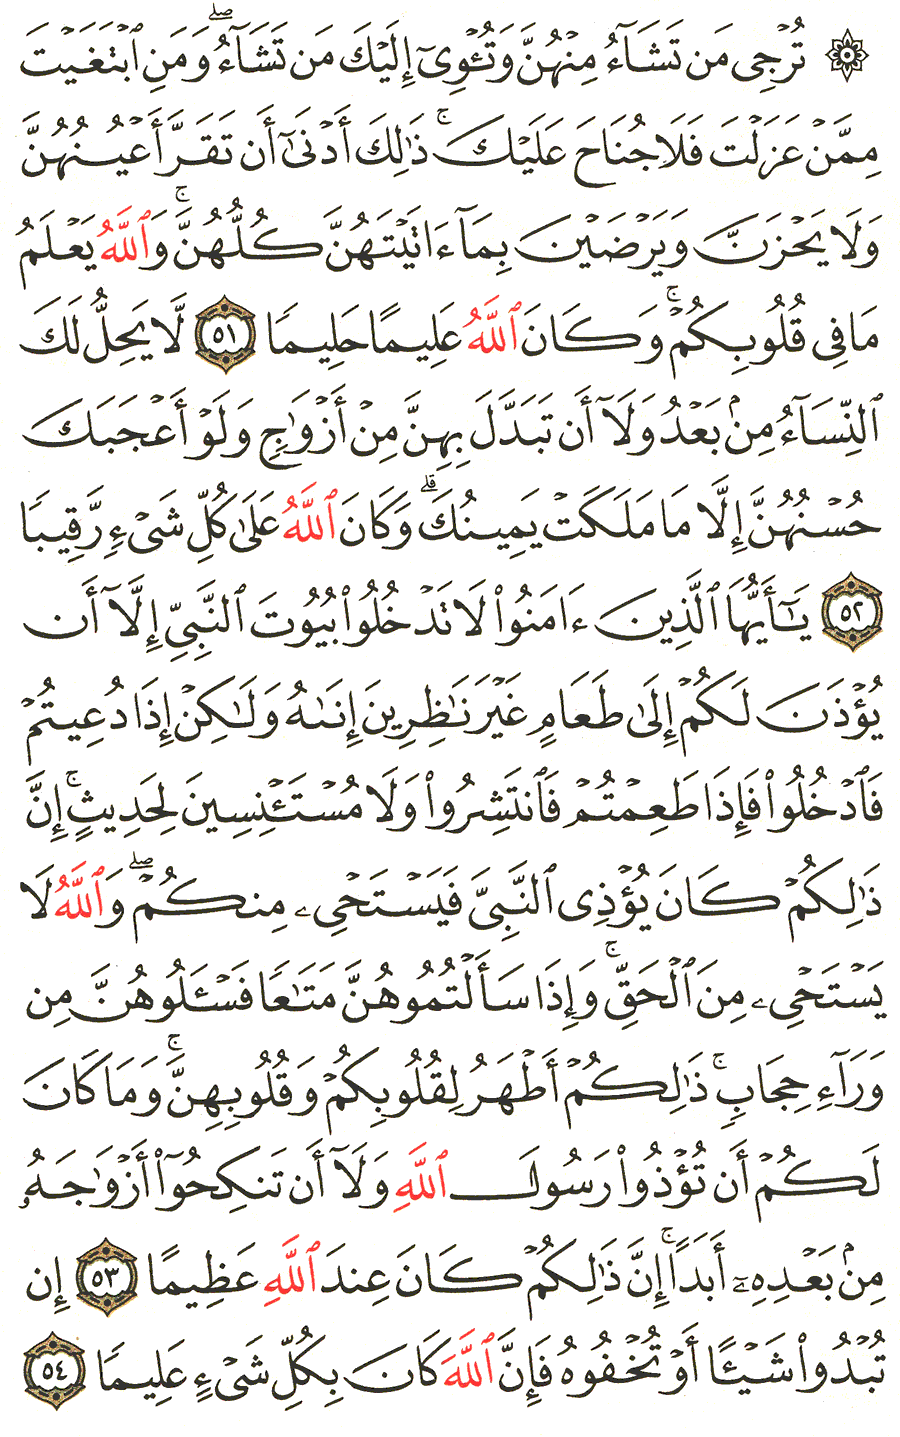 ۞ تُرْجِى مَن تَشَآءُ مِنْهُنَّ وَتُـْٔوِىٓ إِلَيْكَ مَن تَشَآءُ ۖ وَمَنِ ٱبْتَغَيْتَ
مِمَّنْ عَزَلْتَ فَلَا جُنَاحَ عَلَيْكَ ۚ ذَٰلِكَ أَدْنَىٰٓ أَن تَقَرَّ أَعْيُنُهُنَّ
وَلَا يَحْزَنَّ وَيَرْضَيْنَ بِمَآ ءَاتَيْتَهُنَّ كُلُّهُنَّ ۚ وَٱللَّهُ يَعْلَمُ
مَا فِى قُلُوبِكُمْ ۚ وَكَانَ ٱللَّهُ عَلِيمًا حَلِيمًا ٥١ لَّا يَحِلُّ لَكَ
ٱلنِّسَآءُ مِنۢ بَعْدُ وَلَآ أَن تَبَدَّلَ بِهِنَّ مِنْ أَزْوَٰجٍ وَلَوْ أَعْجَبَكَ
حُسْنُهُنَّ إِلَّا مَا مَلَكَتْ يَمِينُكَ ۗ وَكَانَ ٱللَّهُ عَلَىٰ كُلِّ شَىْءٍ رَّقِيبًا
٥٢ يَـٰٓأَيُّهَا ٱلَّذِينَ ءَامَنُوا۟ لَا تَدْخُلُوا۟ بُيُوتَ ٱلنَّبِىِّ إِلَّآ أَن
يُؤْذَنَ لَكُمْ إِلَىٰ طَعَامٍ غَيْرَ نَـٰظِرِينَ إِنَىٰهُ وَلَـٰكِنْ إِذَا دُعِيتُمْ
فَٱدْخُلُوا۟ فَإِذَا طَعِمْتُمْ فَٱنتَشِرُوا۟ وَلَا مُسْتَـْٔنِسِينَ لِحَدِيثٍ ۚ إِنَّ
ذَٰلِكُمْ كَانَ يُؤْذِى ٱلنَّبِىَّ فَيَسْتَحْىِۦ مِنكُمْ ۖ وَٱللَّهُ لَا
يَسْتَحْىِۦ مِنَ ٱلْحَقِّ ۚ وَإِذَا سَأَلْتُمُوهُنَّ مَتَـٰعًا فَسْـَٔلُوهُنَّ مِن
وَرَآءِ حِجَابٍ ۚ ذَٰلِكُمْ أَطْهَرُ لِقُلُوبِكُمْ وَقُلُوبِهِنَّ ۚ وَمَا كَانَ
لَكُمْ أَن تُؤْذُوا۟ رَسُولَ ٱللَّهِ وَلَآ أَن تَنكِحُوٓا۟ أَزْوَٰجَهُۥ
مِنۢ بَعْدِهِۦٓ أَبَدًا ۚ إِنَّ ذَٰلِكُمْ كَانَ عِندَ ٱللَّهِ عَظِيمًا ٥٣ إِن
تُبْدُوا۟ شَيْـًٔا أَوْ تُخْفُوهُ فَإِنَّ ٱللَّهَ كَانَ بِكُلِّ شَىْءٍ عَلِيمًا ٥٤